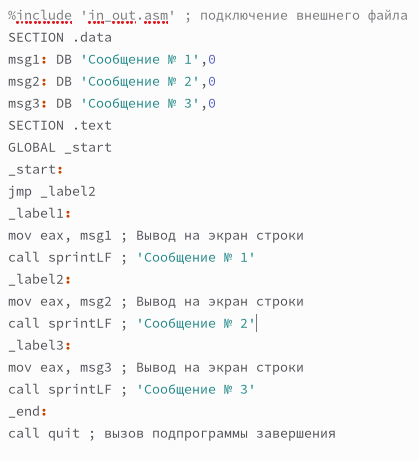 %include 'in_out.asm' ; подключение внешнего файла
SECTION .data
msg1: DB 'Сообщение № 1',0
msg2: DB 'Сообщение № 2',0
msg3: DB 'Сообщение № 3',0
SECTION .text
GLOBAL _start
_start:
jmp _label2
_label1:
mov eax, msg1 ; Вывод на экран строки
call sprintLF ; 'Сообщение № 1'
_label2:
mov eax, msg2 ; Вывод на экран строки
call sprintLF ; 'Сообщение № 2'
_label3:
mov eax, msg3 ; Вывод на экран строки
call sprintLF ; 'Сообщение № 3'
_end:
call quit ; вызов подпрограммы завершения